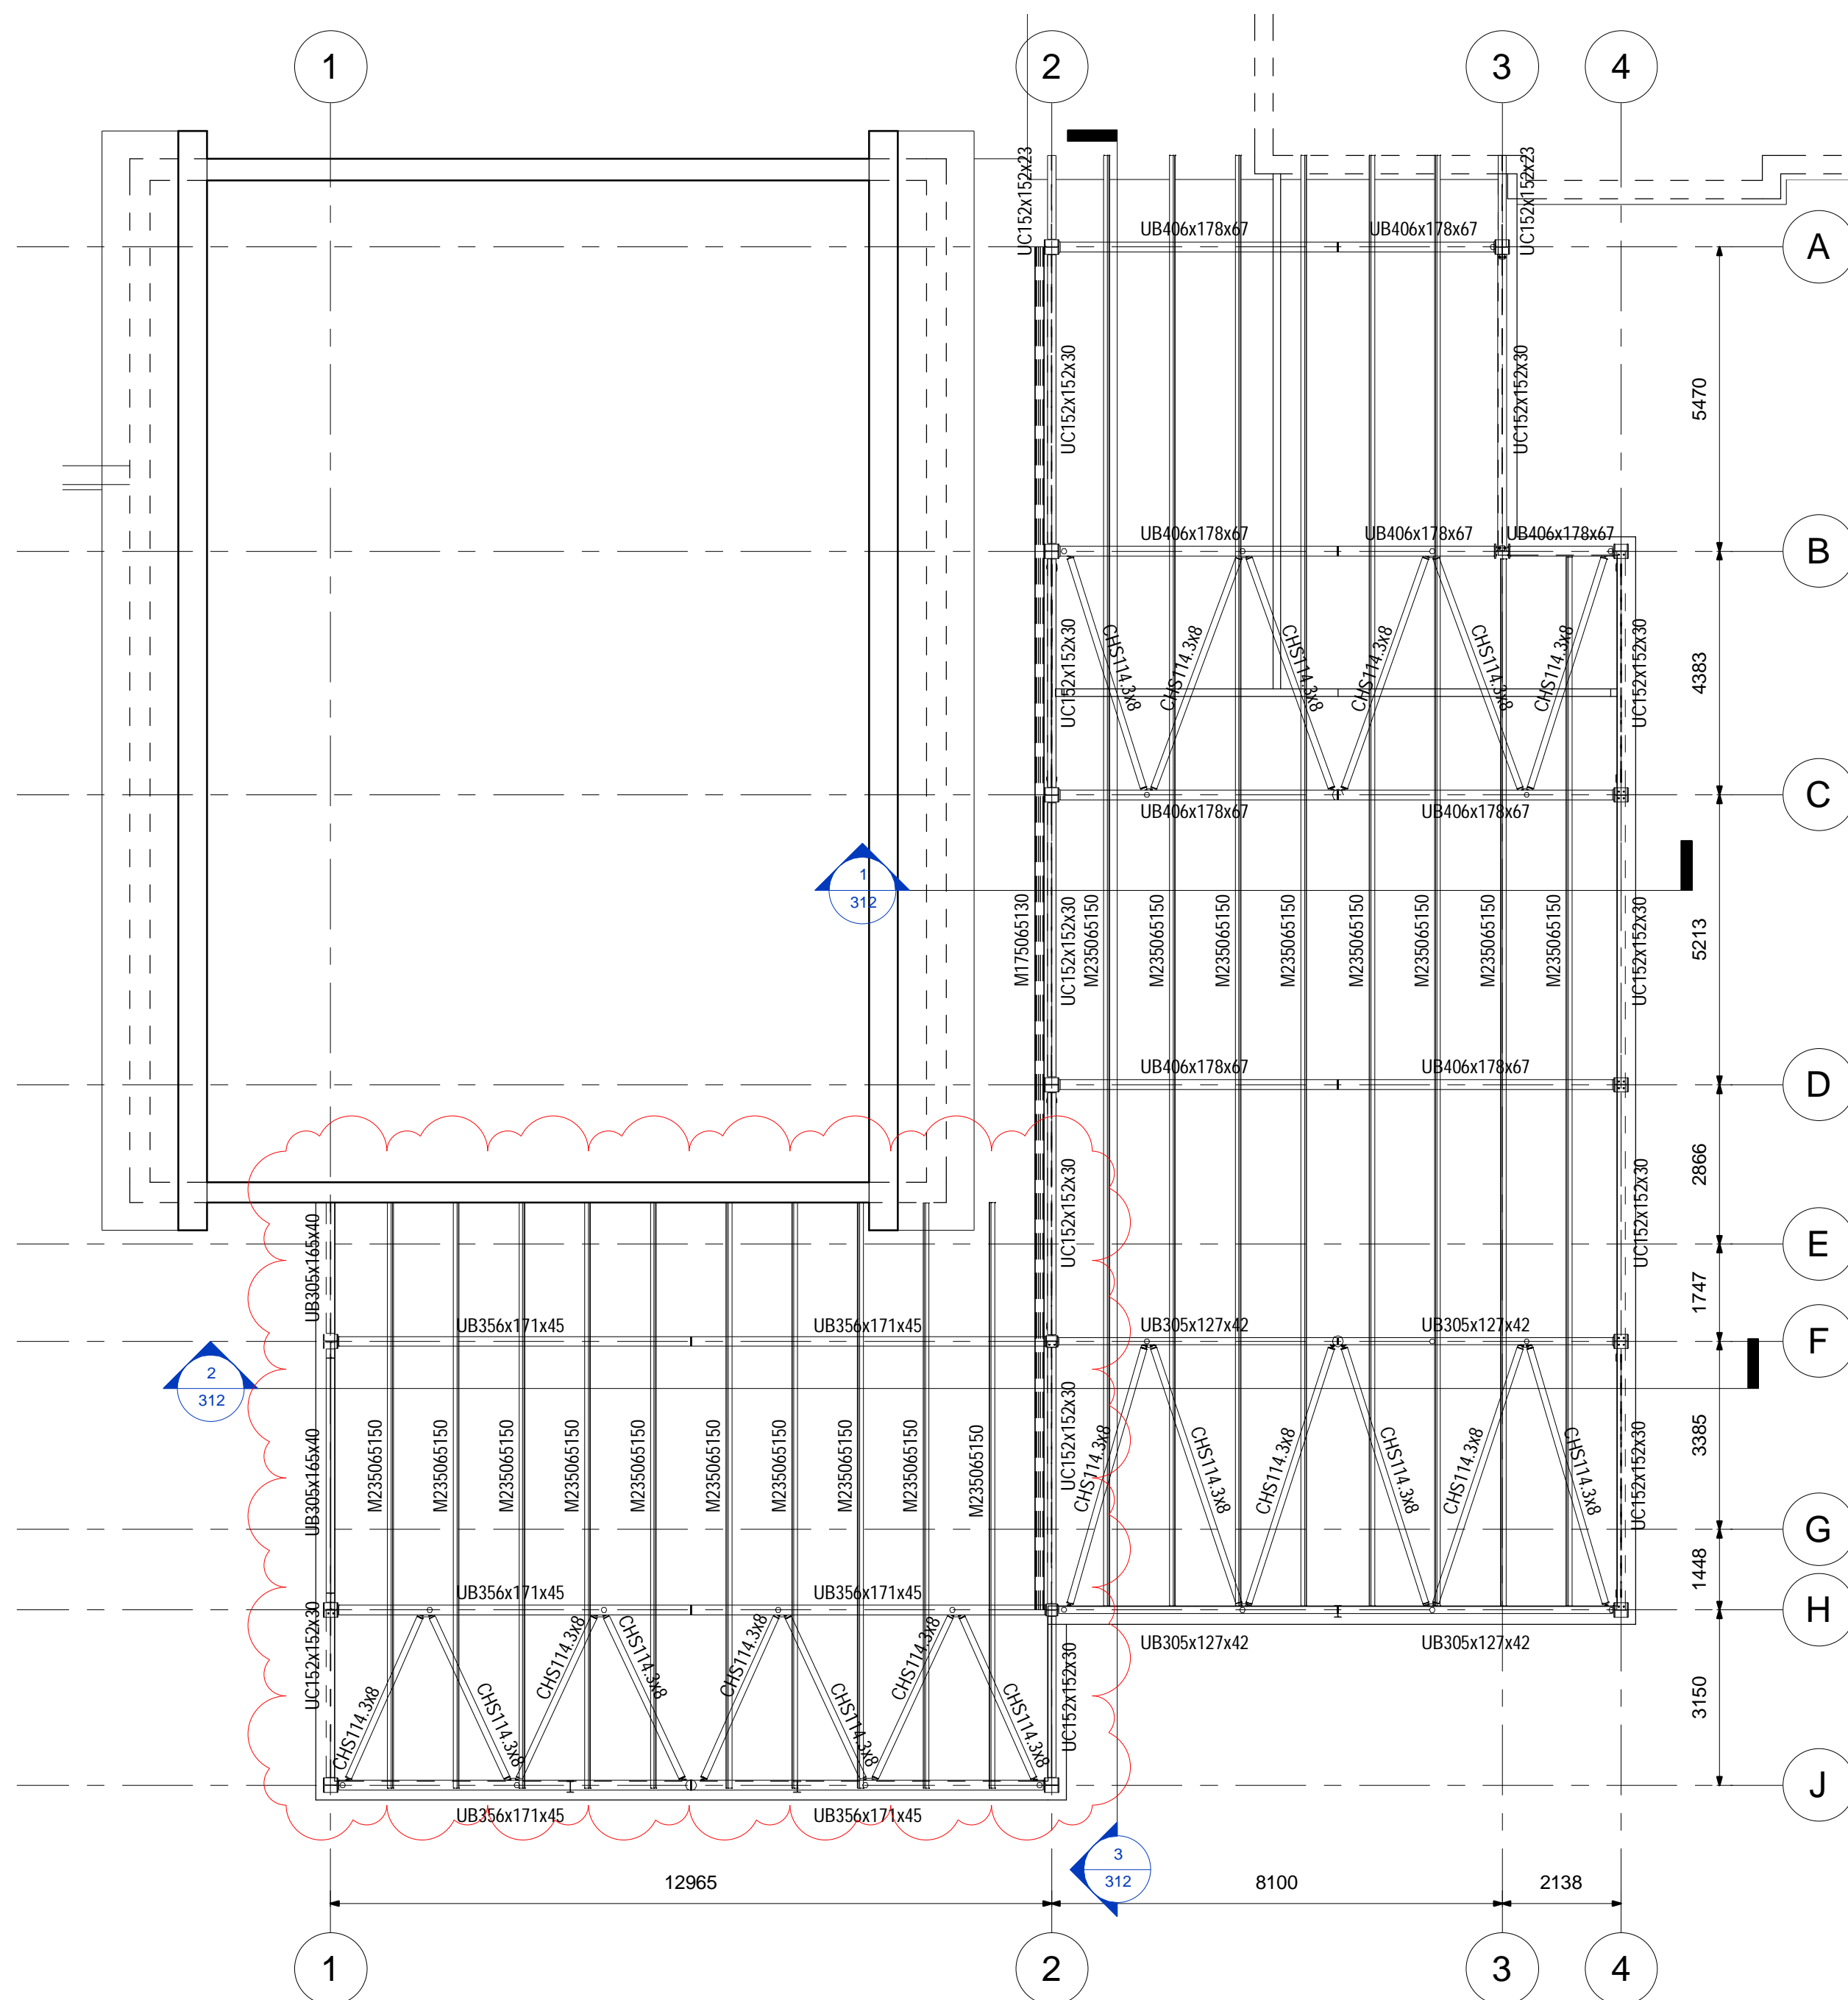 1
2
3
4
UC152x152x23
UC152x152x23
UB406x178x67
UB406x178x67
A
UC152x152x30
UC152x152x30
5470
UB406x178x67
UB406x178x67
UB406x178x67
B
UC152x152x30
CHS114.3x8
CHS114.3x8
CHS114.3x8
CHS114.3x8
CHS114.3x8
CHS114.3x8
UC152x152x30
4383
UB406x178x67
UB406x178x67
C
1
312
M175065130
UC152x152x30
M235065150
M235065150
M235065150
M235065150
M235065150
M235065150
M235065150
M235065150
UC152x152x30
5213
UB406x178x67
UB406x178x67
D
UC152x152x30
UC152x152x30
2866
E
UB305x165x40
1747
UB356x171x45
UB356x171x45
UB305x127x42
UB305x127x42
F
2
312
UB305x165x40
M235065150
M235065150
M235065150
M235065150
M235065150
M235065150
M235065150
M235065150
M235065150
M235065150
UC152x152x30
CHS114.3x8
CHS114.3x8
CHS114.3x8
CHS114.3x8
CHS114.3x8
CHS114.3x8
UC152x152x30
3385
G
1448
UB356x171x45
UB356x171x45
H
UC152x152x30
CHS114.3x8
CHS114.3x8
CHS114.3x8
CHS114.3x8
CHS114.3x8
CHS114.3x8
CHS114.3x8
CHS114.3x8
UC152x152x30
UB305x127x42
UB305x127x42
3150
J
UB356x171x45
UB356x171x45
3
312
12965
8100
2138
1
2
3
4